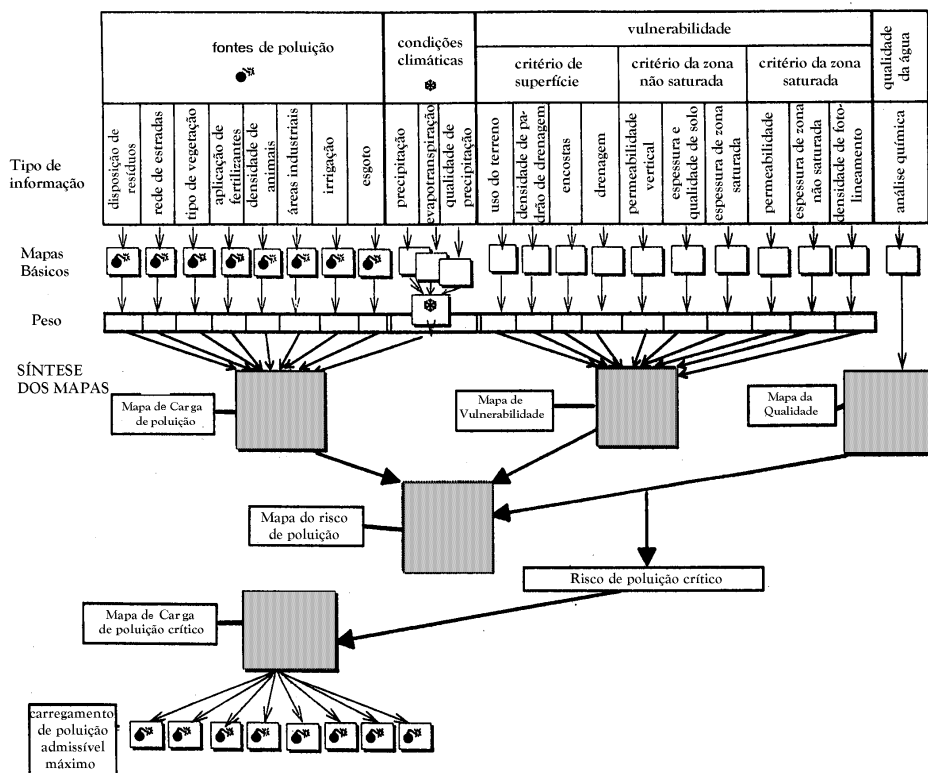 fontes de poluição
condições
climáticas
vulnerabilidade
qualidade
da água
critério de
superfície
critério da zona
não saturada
critério da zona
saturada
Tipo de
informação
disposição de
resíduos
rede de estradas
tipo de vegetação
aplicação de
fertilizantes
densidade de
animais
áreas industriais
irrigação
esgoto
precipitação
evapotranspiração
qualidade de
precipitação
uso do terreno
densidade de pa-
drão de drenagem
encostas
drenagem
permeabilidade
vertical
espessura e
qualidade de solo
espessura de zona
saturada
permeabilidade
espessura de zona
não saturada
densidade de foto-
lineamento
análise química
Mapas
Básicos
Peso
SÍNTESE
DOS MAPAS
Mapa de Carga
de poluição
Mapa de
Vulnerabilidade
Mapa da
Qualidade
Mapa do risco
de poluição
Risco de poluição crítico
Mapa de Carga
de poluição crítico
carregamento
de poluição
admissível
máximo